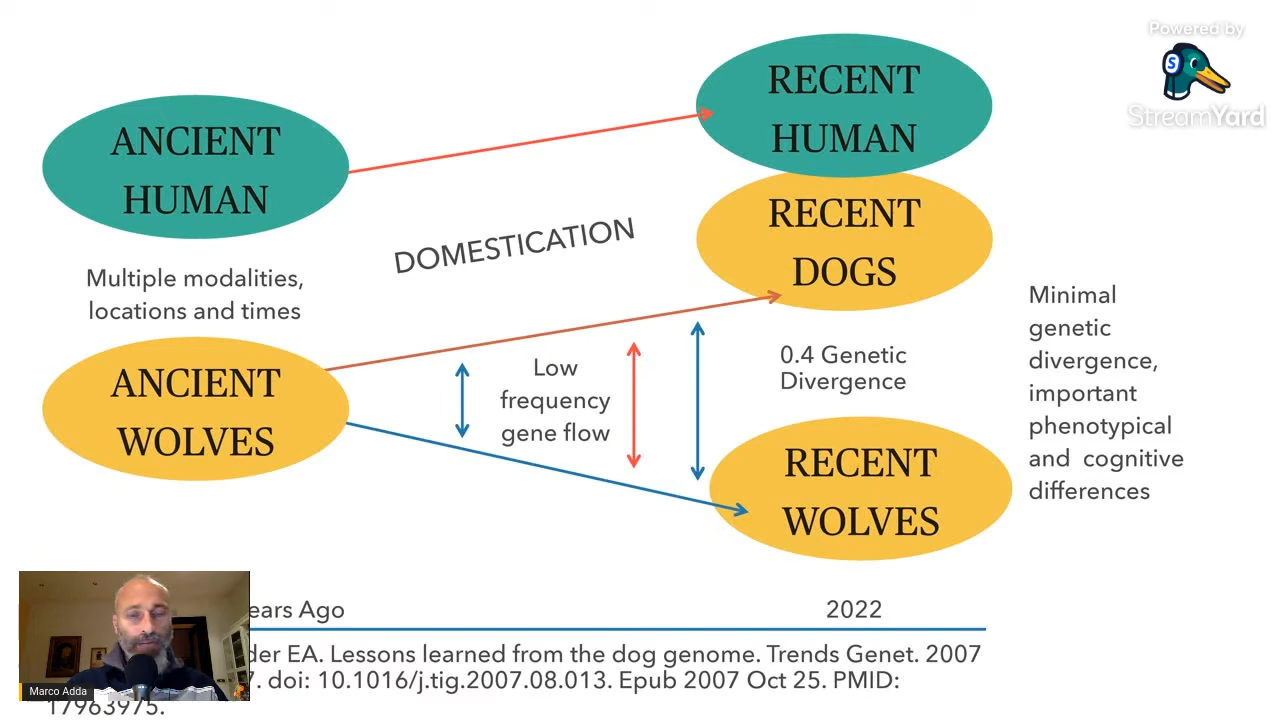 Powered by
StreamYard
RECENT
HUMAN
ANCIENT
HUMAN
RECENT
DOGS
DOMESTICATION
Multiple modalities,
locations and times
ANCIENT
WOLVES
Low
frequency
gene flow
0.4 Genetic
Divergence
Minimal
genetic
divergence,
important
phenotypical
and cognitive
differences
RECENT
WOLVES
Ago
2022
EA. Lessons learned from the dog genome. Trends Genet. 2007
7. doi: 10.1016/j.tig.2007.08.013. Epub 2007 Oct 25. PMID:
17963975.
Marco Adda